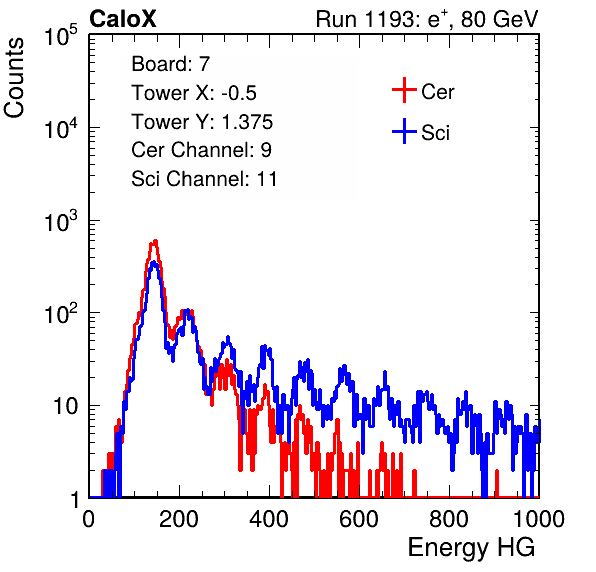 CaloX Run 1193: e⁺, 80 GeV
Counts
10⁵
10⁴
10³
10²
10
1
Board: 7
Tower X: -0.5
Tower Y: 1.375
Cer Channel: 9
Sci Channel: 11
Cer
Sci
0 200 400 600 800 1000
Energy HG